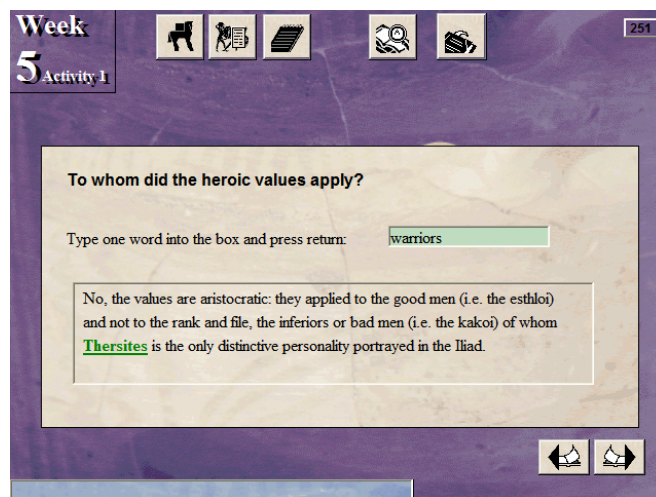 Week
5 Activity 1
251
To whom did the heroic values apply?
Type one word into the box and press return: warriors
No, the values are aristocratic: they applied to the good men (i.e. the esthloi)
and not to the rank and file, the inferiors or bad men (i.e. the kakoi) of whom
Thersites is the only distinctive personality portrayed in the Iliad.